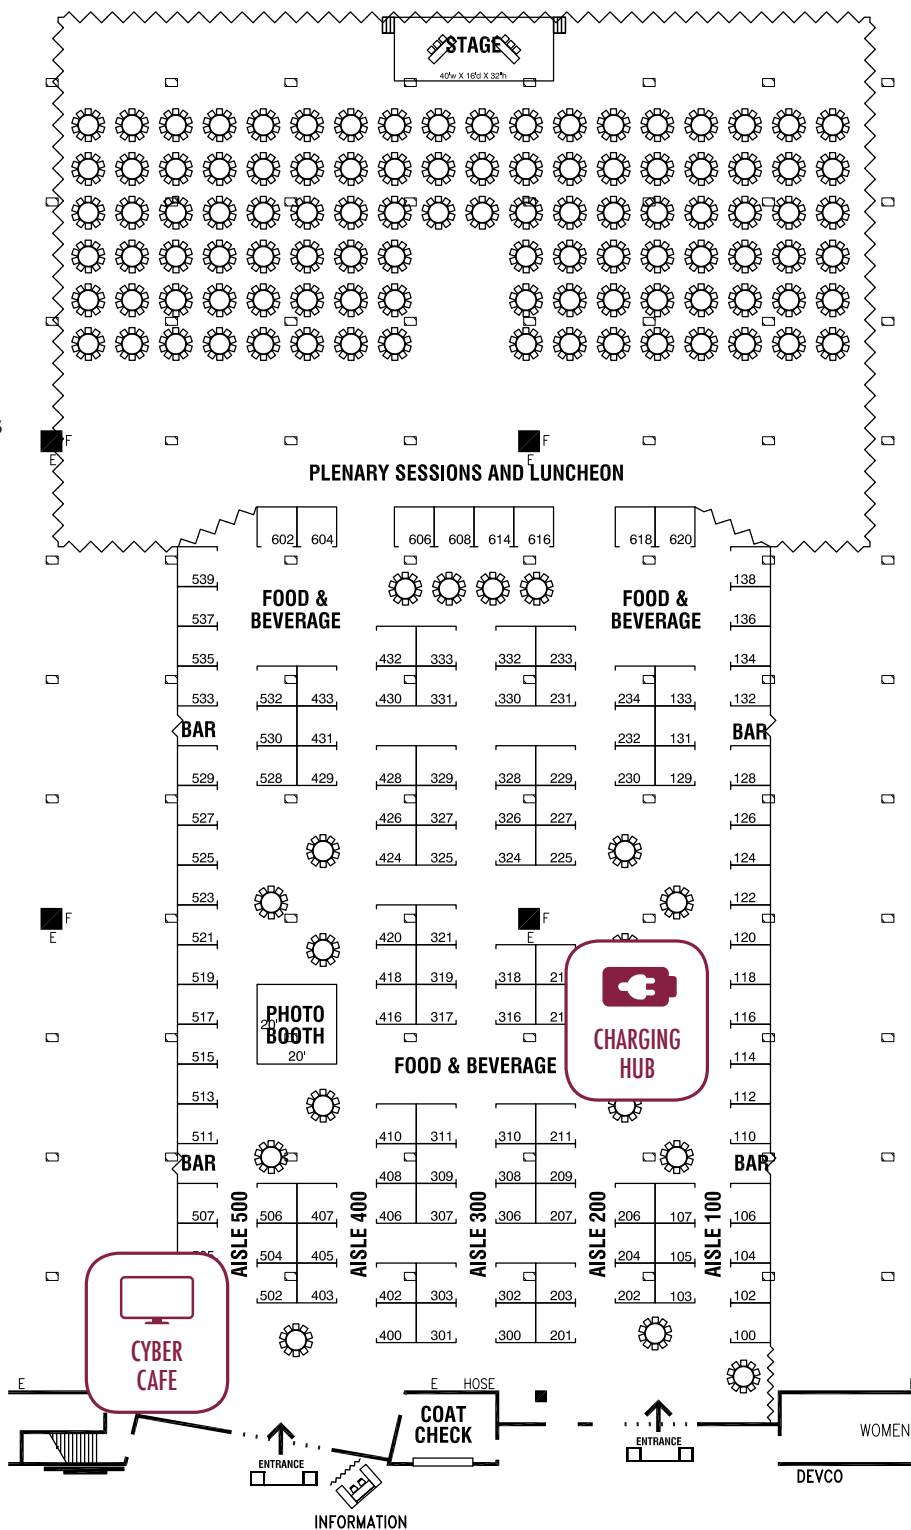 STAGE
40'w X 16'd X 32"h
F
E
F
E
PLENARY SESSIONS AND LUNCHEON
602 604 606 608 614 616 618 620
539 138
FOOD & BEVERAGE
FOOD & BEVERAGE
537 136
535 432 333 332 233 134
533 532 433 430 331 330 231 234 133 132
BAR BAR
530 431 232 131
529 528 429 428 329 328 229 230 129 128
527 426 327 326 227 126
525 424 325 324 225 124
523 122
F
E
F
E
521 420 321 120
519 418 319 318 118
517 416 317 316 116
PHOTO BOOTH
20'
20'
CHARGING
HUB
515 114
FOOD & BEVERAGE
513 112
511 410 311 310 211 110
BAR BAR
408 309 308 209
AISLE 500 AISLE 400 AISLE 300 AISLE 200 AISLE 100
507 506 407 406 307 306 207 206 107 106
504 405 204 105 104
502 403 402 303 302 203 202 103 102
400 301 300 201 100
CYBER
CAFE
E
E HOSE
COAT
CHECK
ENTRANCE
ENTRANCE
WOMEN
DEVCO
INFORMATION